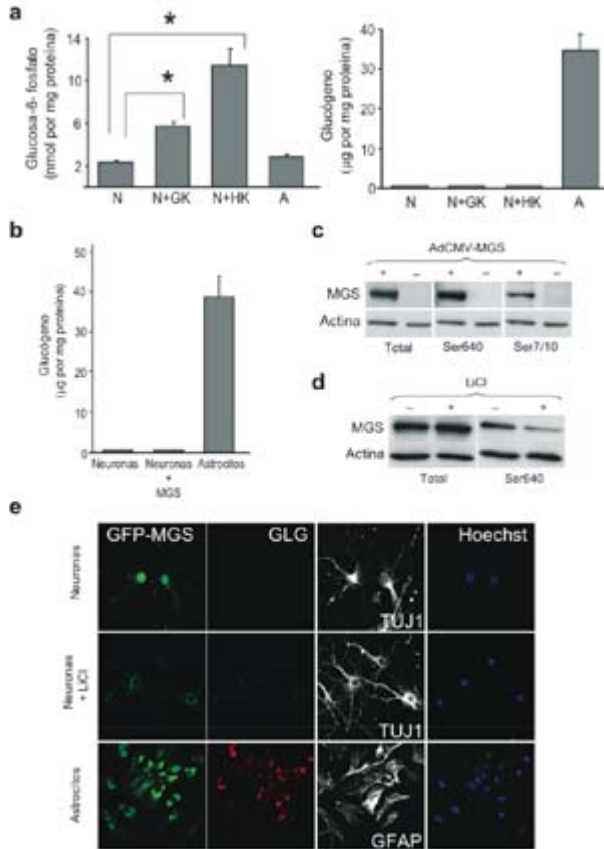 a
Glucosa-6- fosfato
(nmol por mg proteína)
14
10
6
2
*
*
N
N+GK
N+HK
A
Glucógeno
(µg por mg proteína)
40
30
20
10
0
N
N+GK
N+HK
A
b
Glucógeno
(µg por mg proteína)
50
40
30
20
10
0
Neuronas
Neuronas
+
MGS
Astrocitos
c
AdCMV-MGS
+ – + – + –
MGS
Actina
Total Ser640 Ser7/10
d
LiCl
– + – +
MGS
Actina
Total Ser640
e
GFP-MGS GLG Hoechst
Neuronas
TUJ1
Neuronas
+ LiCl
TUJ1
Astrocitos
GFAP